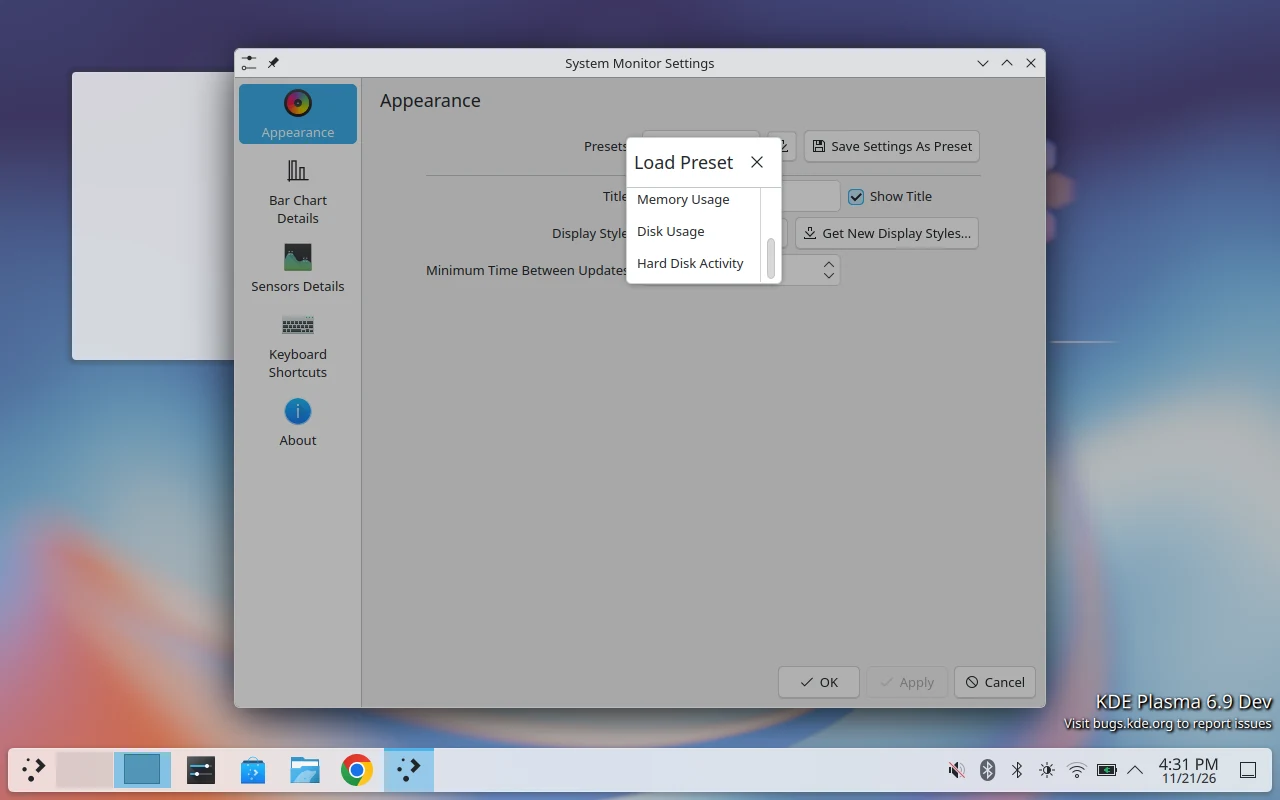 System Monitor Settings
Appearance
Bar Chart
Details
Sensors Details
Keyboard
Shortcuts
About
Appearance
Presets
Save Settings As Preset
Title
Show Title
Display Style
Get New Display Styles...
Minimum Time Between Updates
Load Preset
Memory Usage
Disk Usage
Hard Disk Activity
OK
Apply
Cancel
KDE Plasma 6.9 Dev
Visit bugs.kde.org to report issues
4:31 PM
11/21/26